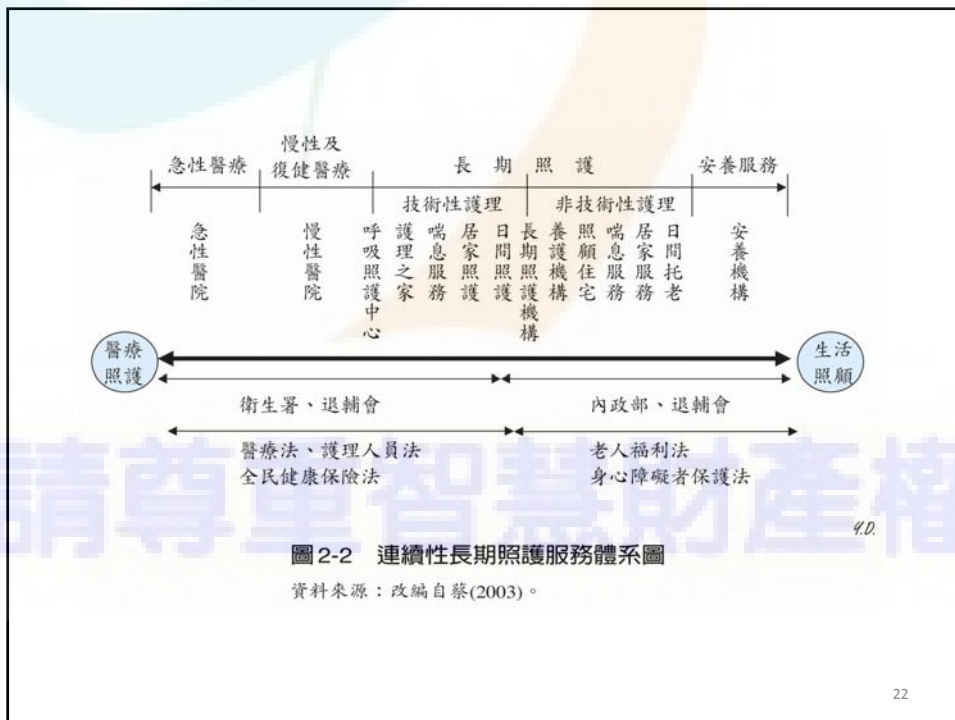 急性醫療
慢性及
復健醫療
長期照護
安養服務
技術性護理
非技術性護理
急性醫院
慢性醫院
呼吸照護中心
護理之家
喘息服務
居家照護
日間照護
長期照護機構
養護機構
照顧住宅
喘息服務
居家服務
日間托老
安養機構
醫療
照護
生活
照顧
衛生署、退輔會
內政部、退輔會
醫療法、護理人員法
全民健康保險法
老人福利法
身心障礙者保護法
請尊重智慧財產權
Y.D.
圖2-2 連續性長期照護服務體系圖
資料來源：改編自蔡(2003)。
22